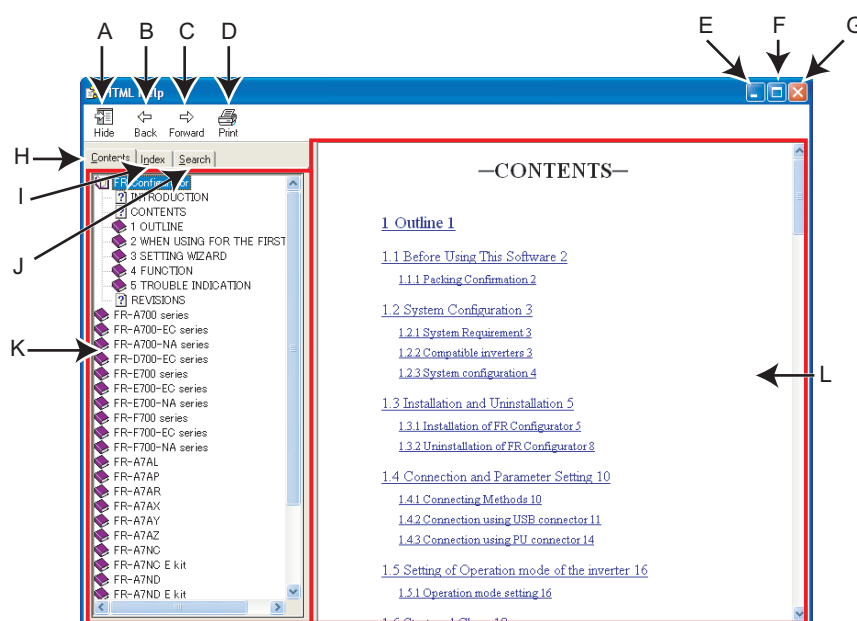 A B C D E F G
HTML Help
Hide Back Forward Print
H
Contents Index Search
I
J
K
L
FR Configurator
INTRODUCTION
CONTENTS
1 OUTLINE
2 WHEN USING FOR THE FIRST
3 SETTING WIZARD
4 FUNCTION
5 TROUBLE INDICATION
REVISIONS
FR-A700 series
FR-A700-EC series
FR-A700-NA series
FR-D700-EC series
FR-E700 series
FR-E700-EC series
FR-E700-NA series
FR-F700 series
FR-F700-EC series
FR-F700-NA series
FR-A7AL
FR-A7AP
FR-A7AR
FR-A7AX
FR-A7AY
FR-A7AZ
FR-A7NC
FR-A7NC E kit
FR-A7ND
FR-A7ND E kit
—CONTENTS—
1 Outline 1
1.1 Before Using This Software 2
1.1.1 Packing Confirmation 2
1.2 System Configuration 3
1.2.1 System Requirement 3
1.2.2 Compatible inverters 3
1.2.3 System configuration 4
1.3 Installation and Uninstallation 5
1.3.1 Installation of FR Configurator 5
1.3.2 Uninstallation of FR Configurator 8
1.4 Connection and Parameter Setting 10
1.4.1 Connecting Methods 10
1.4.2 Connection using USB connector 11
1.4.3 Connection using PU connector 14
1.5 Setting of Operation mode of the inverter 16
1.5.1 Operation mode setting 16